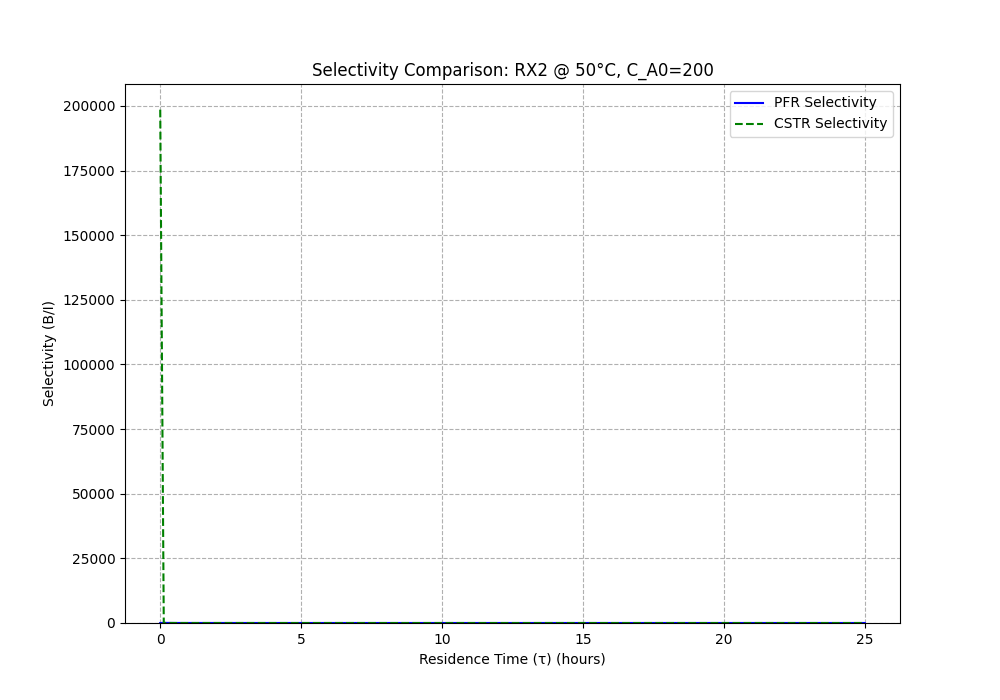 Selectivity Comparison: RX2 @ 50°C, C_A0=200
PFR Selectivity
CSTR Selectivity
200000
175000
150000
125000
100000
75000
50000
25000
0
Selectivity (B/I)
0 5 10 15 20 25
Residence Time (τ) (hours)